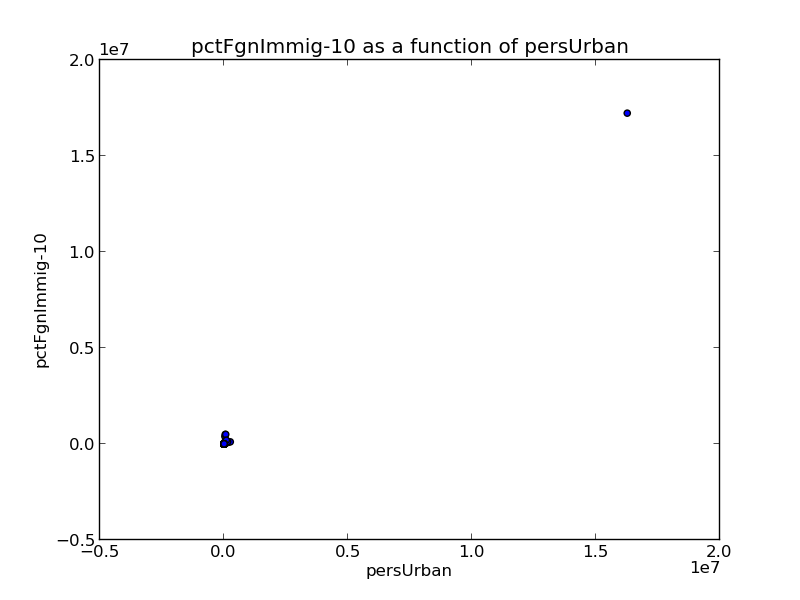 pctFgnImmig-10 as a function of persUrban
1e7
2.0
1.5
1.0
0.5
0.0
−0.5
pctFgnImmig-10
−0.5 0.0 0.5 1.0 1.5 2.0
1e7
persUrban